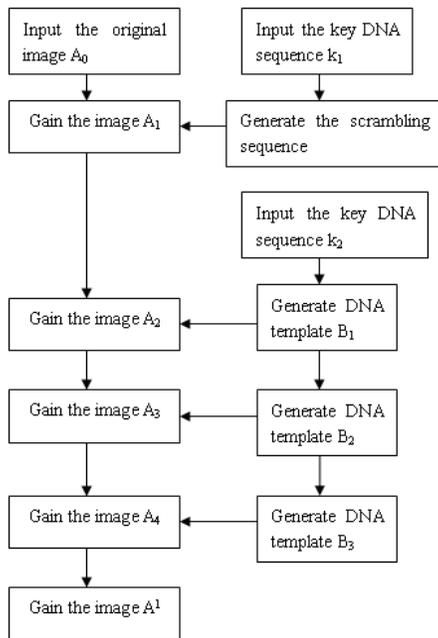 Input the original
image A₀
Input the key DNA
sequence k₁
Gain the image A₁
Generate the scrambling
sequence
Input the key DNA
sequence k₂
Gain the image A₂
Generate DNA
template B₁
Gain the image A₃
Generate DNA
template B₂
Gain the image A₄
Generate DNA
template B₃
Gain the image A¹